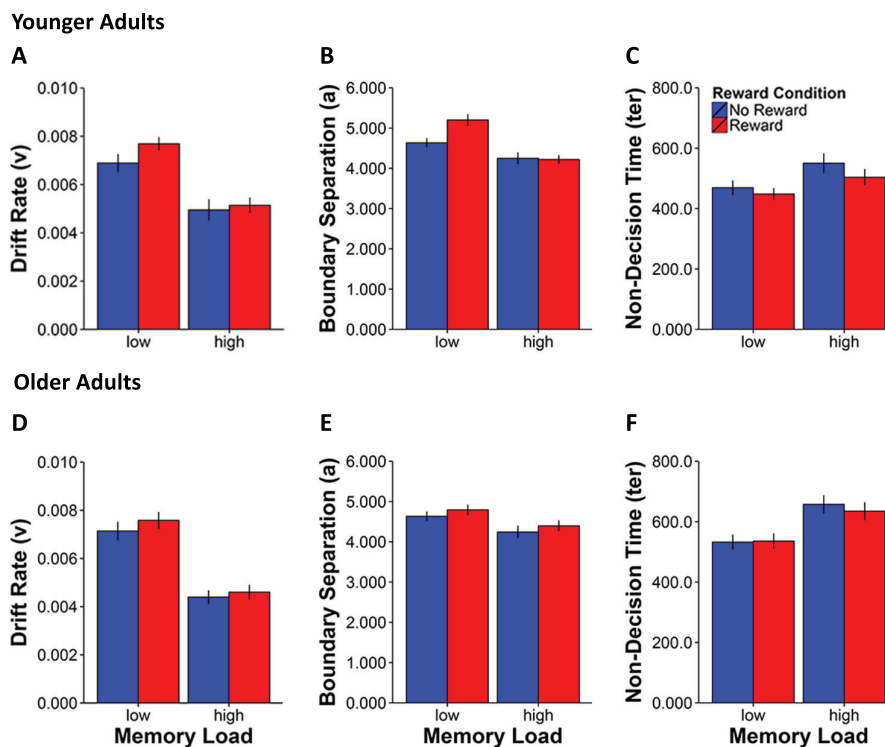 Younger Adults
A
B
C
Drift Rate (v)
0.010
0.008
0.006
0.004
0.002
0.000
low
high
Boundary Separation (a)
6.000
5.000
4.000
3.000
2.000
1.000
0.000
low
high
Non-Decision Time (ter)
800.0
600.0
400.0
200.0
0.000
low
high
Reward Condition
No Reward
Reward
Older Adults
D
E
F
Drift Rate (v)
0.010
0.008
0.006
0.004
0.002
0.000
low
high
Memory Load
Boundary Separation (a)
6.000
5.000
4.000
3.000
2.000
1.000
0.000
low
high
Memory Load
Non-Decision Time (ter)
800.0
600.0
400.0
200.0
0.000
low
high
Memory Load